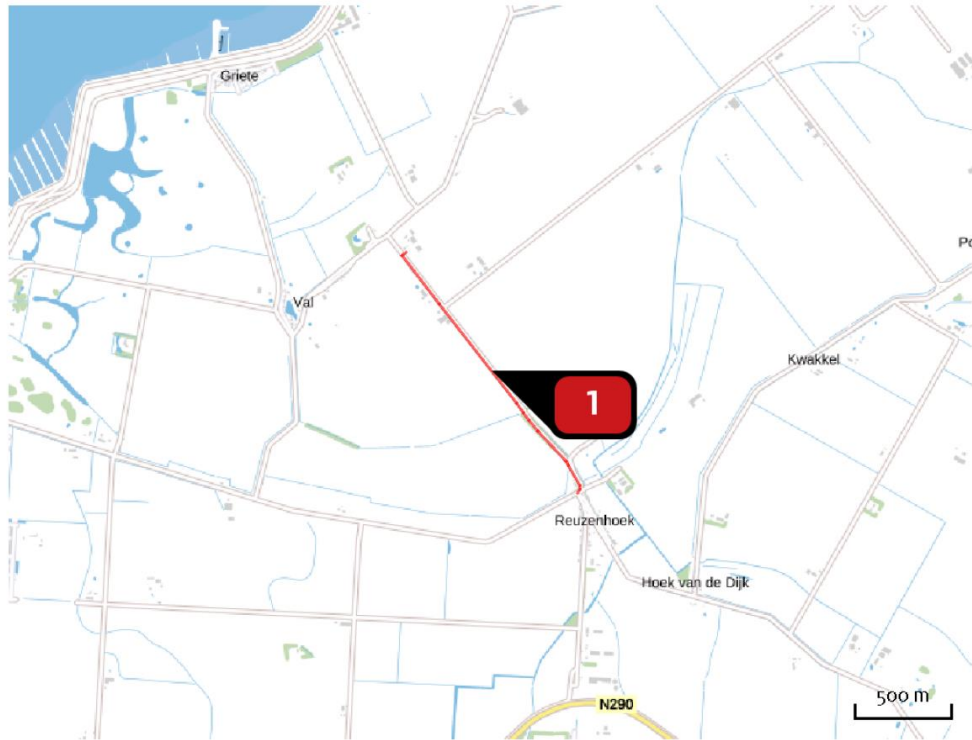 Griete
Po
Val
Kwakkel
1
Reuzenhoek
Hoek van de Dijk
N290
500 m